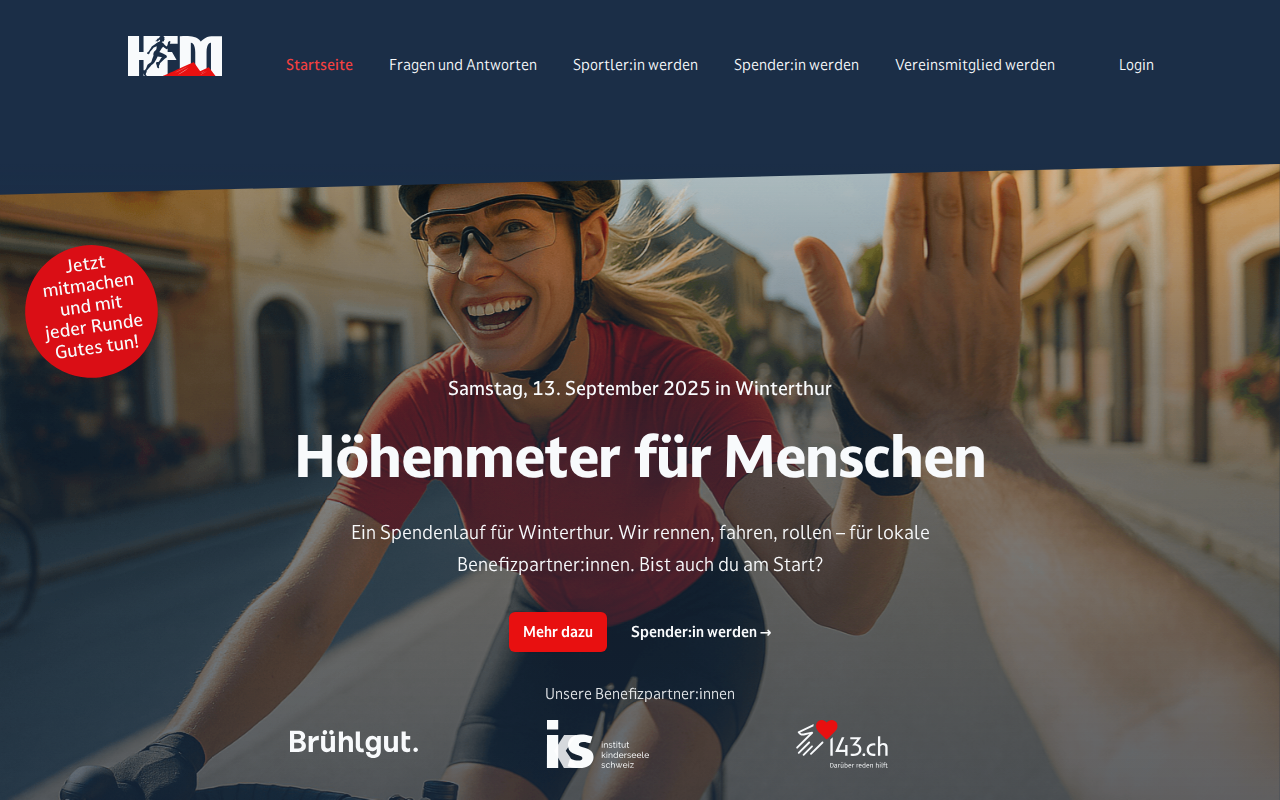 HFM
Startseite
Fragen und Antworten
Sportler:in werden
Spender:in werden
Vereinsmitglied werden
Login
Jetzt
mitmachen
und mit
jeder Runde
Gutes tun!
Samstag, 13. September 2025 in Winterthur
Höhenmeter für Menschen
Ein Spendenlauf für Winterthur. Wir rennen, fahren, rollen – für lokale
Benefizpartner:innen. Bist auch du am Start?
Mehr dazu
Spender:in werden →
Unsere Benefizpartner:innen
Brühlgut.
iks
institut
kinderseele
schweiz
143.ch
Darüber reden hilft